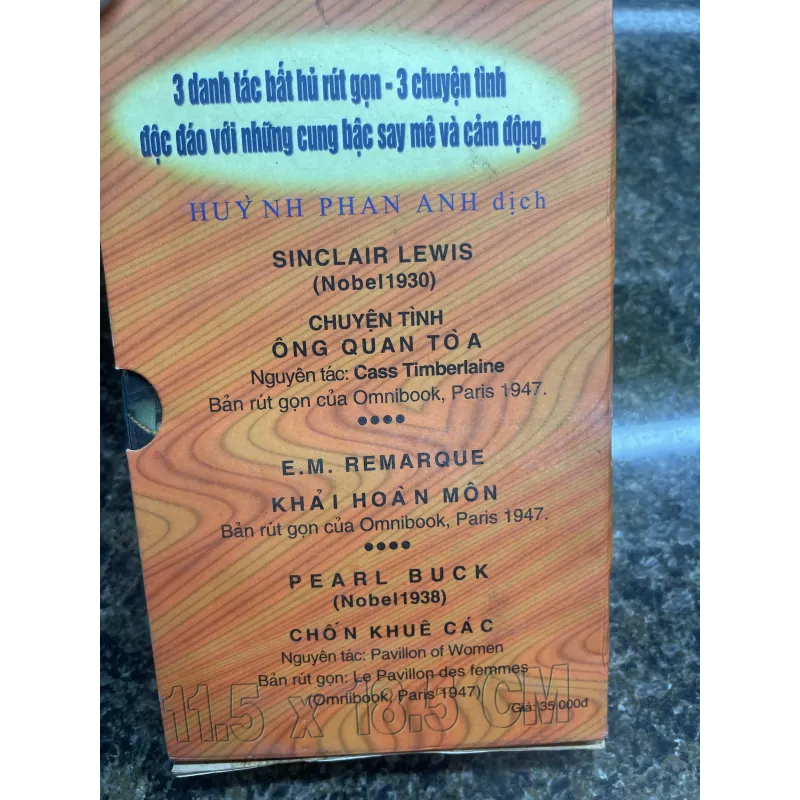 3 danh tác bất hủ rút gọn - 3 chuyện tình
độc đáo với những cung bậc say mê và cảm động.
HUỲNH PHAN ANH dịch
SINCLAIR LEWIS
(Nobel1930)
CHUYỆN TÌNH
ÔNG QUAN TÒA
Nguyên tác: Cass Timberlaine
Bản rút gọn của Omnibook, Paris 1947.
E.M. REMARQUE
KHẢI HOÀN MÔN
Bản rút gọn của Omnibook, Paris 1947.
PEARL BUCK
(Nobel1938)
CHỐN KHUÊ CÁC
Nguyên tác: Pavillon of Women
Bản rút gọn: Le Pavillon des femmes
(Omnibook, Paris 1947)
11.5 x 18.5 CM
Giá: 35.000đ